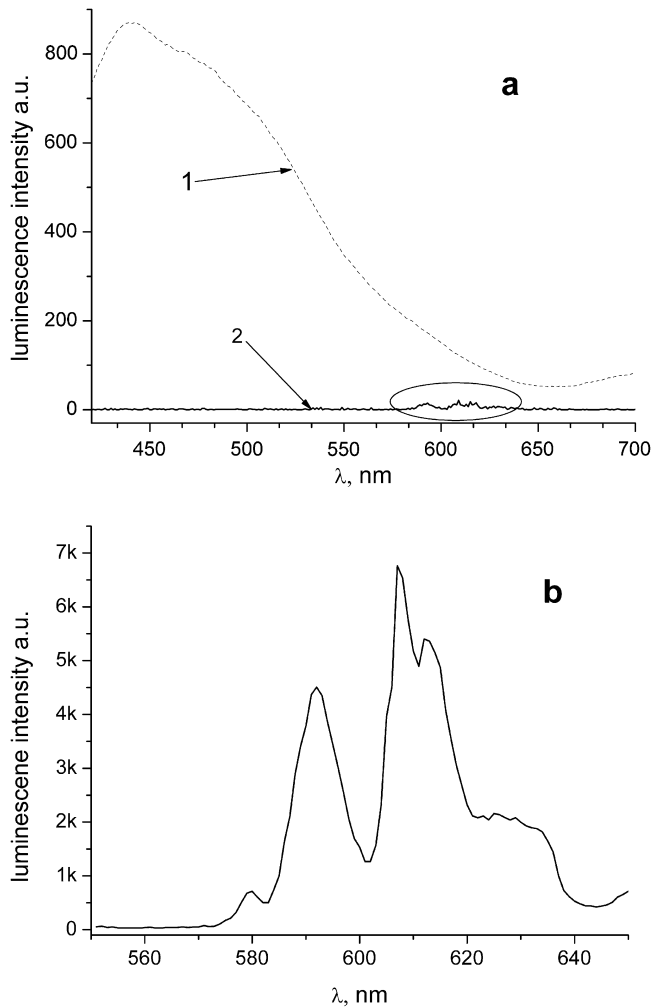 a
luminescence intensity a.u.
800
600
400
200
0
1
2
450 500 550 600 650 700
λ, nm
b
luminescene intensity a.u.
7k
6k
5k
4k
3k
2k
1k
0
560 580 600 620 640
λ, nm